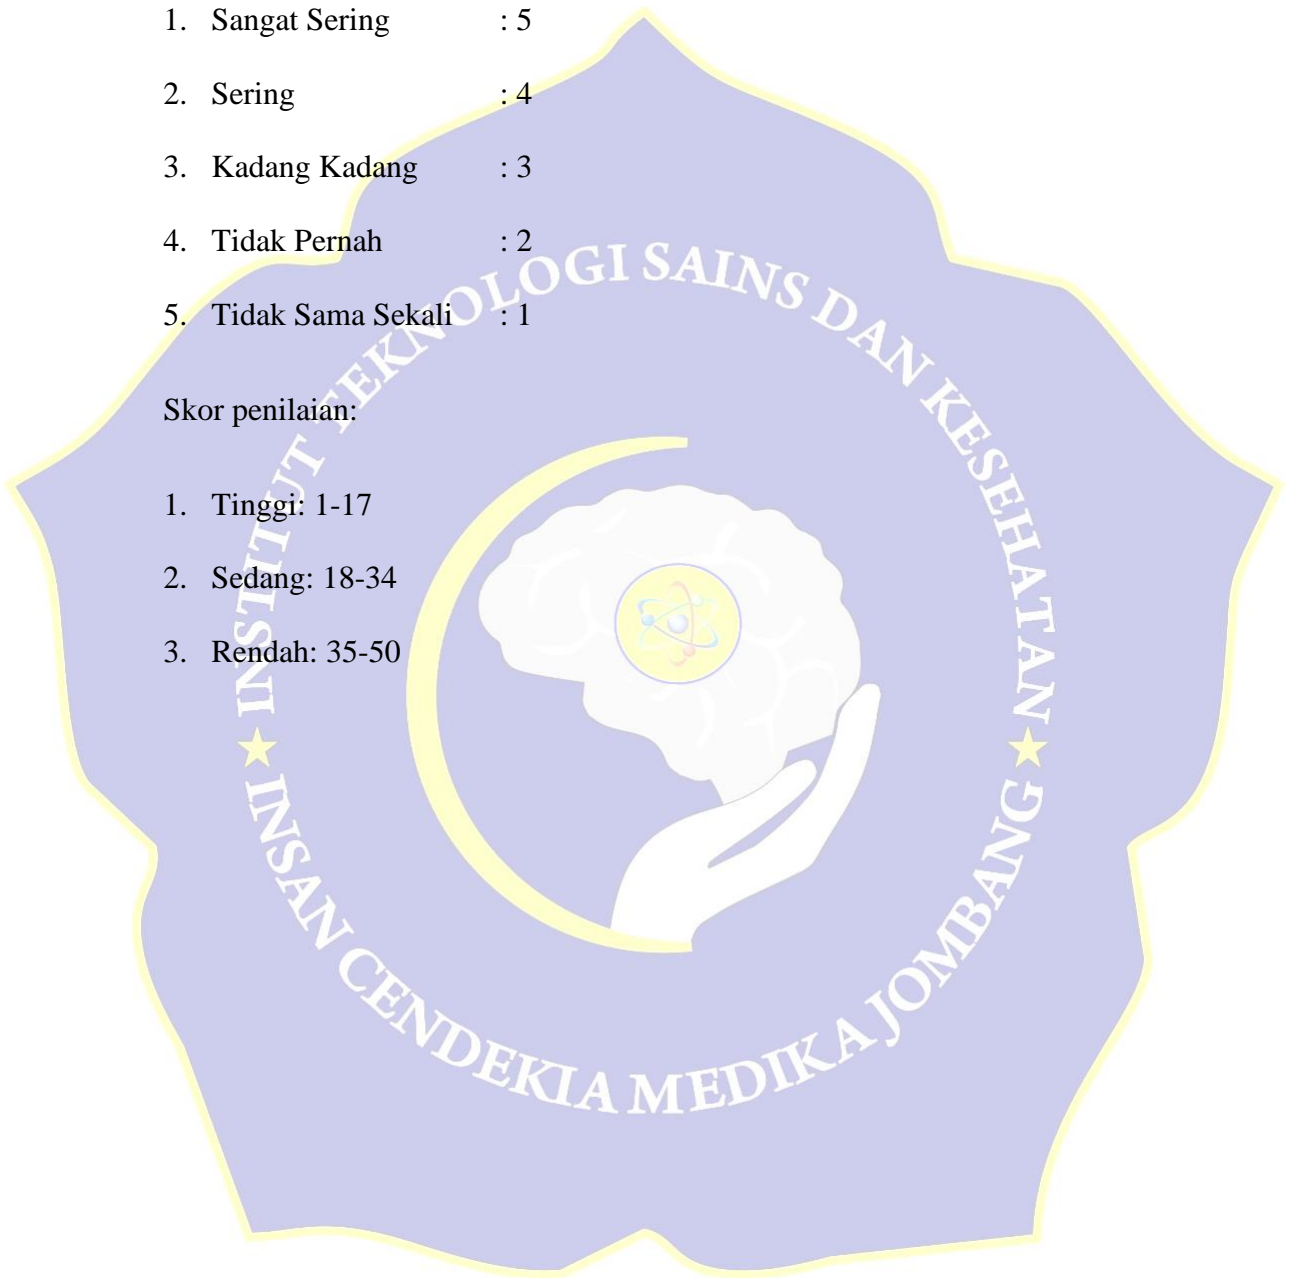 1. Sangat Sering : 5
2. Sering : 4
3. Kadang Kadang : 3
4. Tidak Pernah : 2
5. Tidak Sama Sekali : 1
Skor penilaian:
1. Tinggi: 1-17
2. Sedang: 18-34
3. Rendah: 35-50
INSTITUT TEKNOLOGI SAINS DAN KESEHATAN
INSAN CENDEKIA MEDIKA JOMBANG